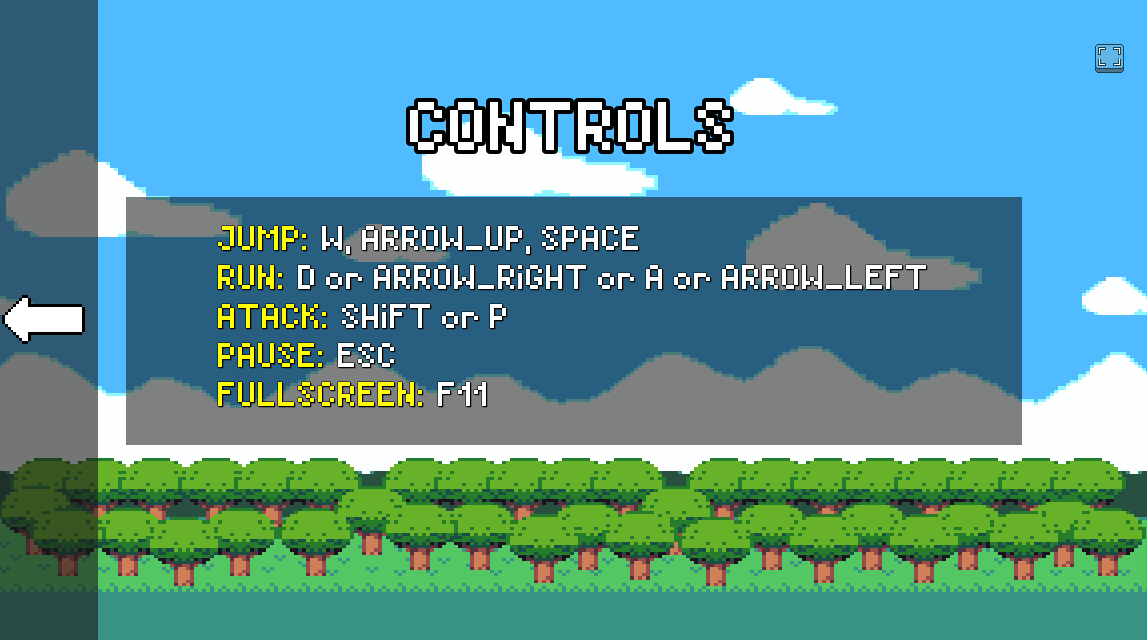 CONTROLS
JUMP: W, ARROW_UP, SPACE
RUN: D or ARROW_RiGHT or A or ARROW_LEFT
ATACK: SHiFT or P
PAUSE: ESC
FULLSCREEN: F11